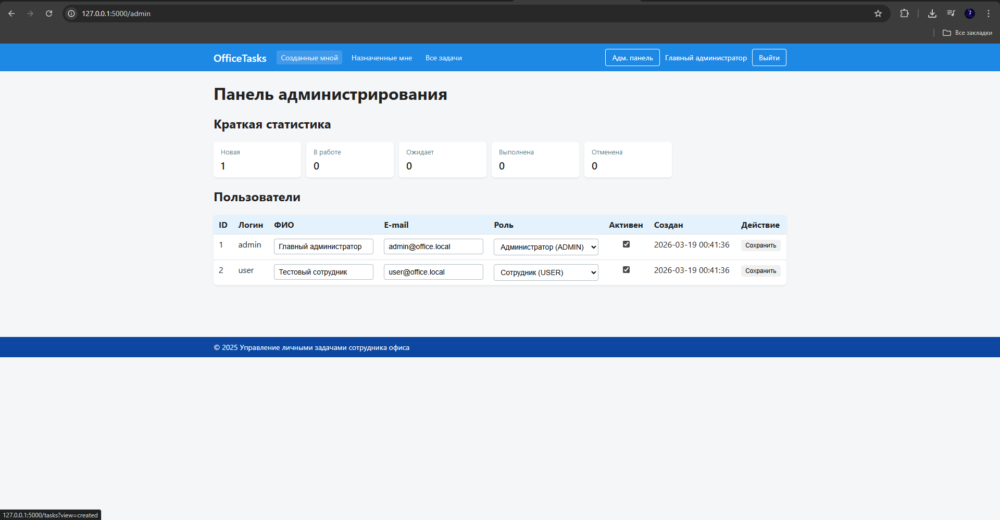 127.0.0.1:5000/admin
Все закладки
OfficeTasks Созданные мной Назначенные мне Все задачи Адм. панель Главный администратор Выйти
Панель администрирования
Краткая статистика
Новая В работе Ожидает Выполнена Отменена
1 0 0 0 0
Пользователи
ID Логин ФИО E-mail Роль Активен Создан Действие
1 admin Главный администратор admin@office.local Администратор (ADMIN) 2026-03-19 00:41:36 Сохранить
2 user Тестовый сотрудник user@office.local Сотрудник (USER) 2026-03-19 00:41:36 Сохранить
© 2025 Управление личными задачами сотрудника офиса
127.0.0.1:5000/tasks?view=created